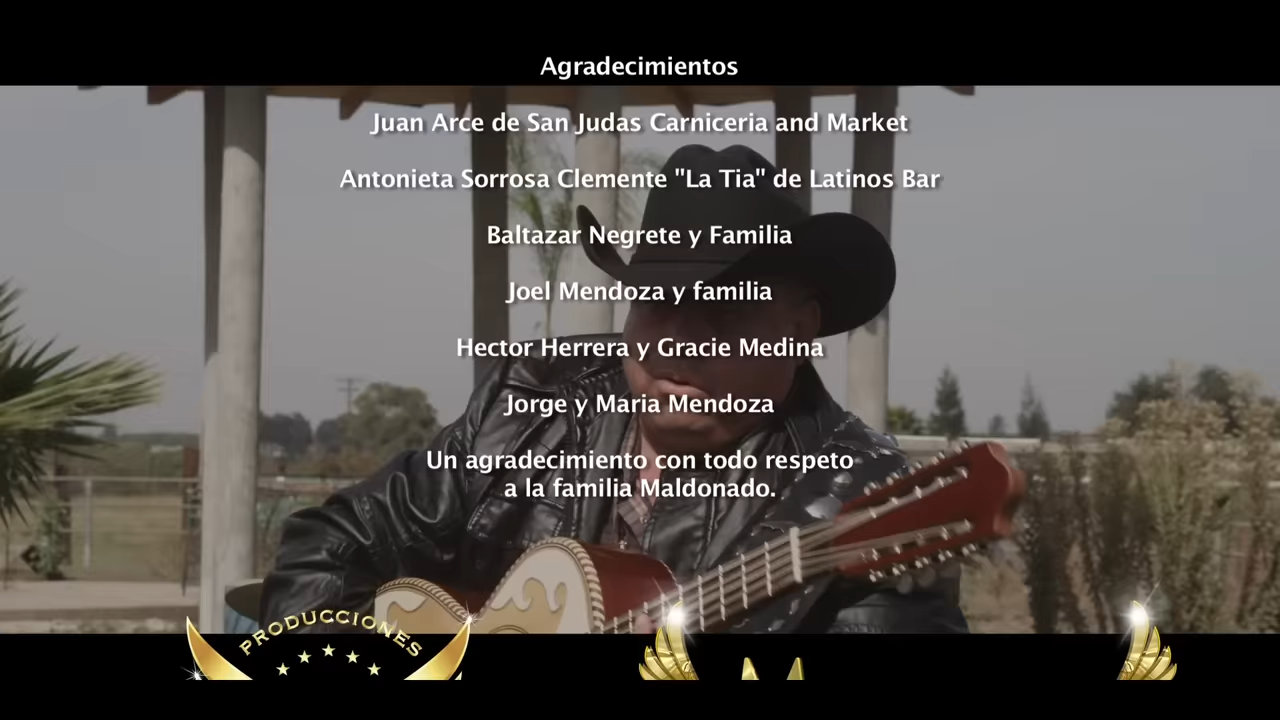 Agradecimientos
Juan Arce de San Judas Carniceria and Market
Antonieta Sorrosa Clemente "La Tia" de Latinos Bar
Baltazar Negrete y Familia
Joel Mendoza y familia
Hector Herrera y Gracie Medina
Jorge y Maria Mendoza
Un agradecimiento con todo respeto
a la familia Maldonado.
PRODUCCIONES